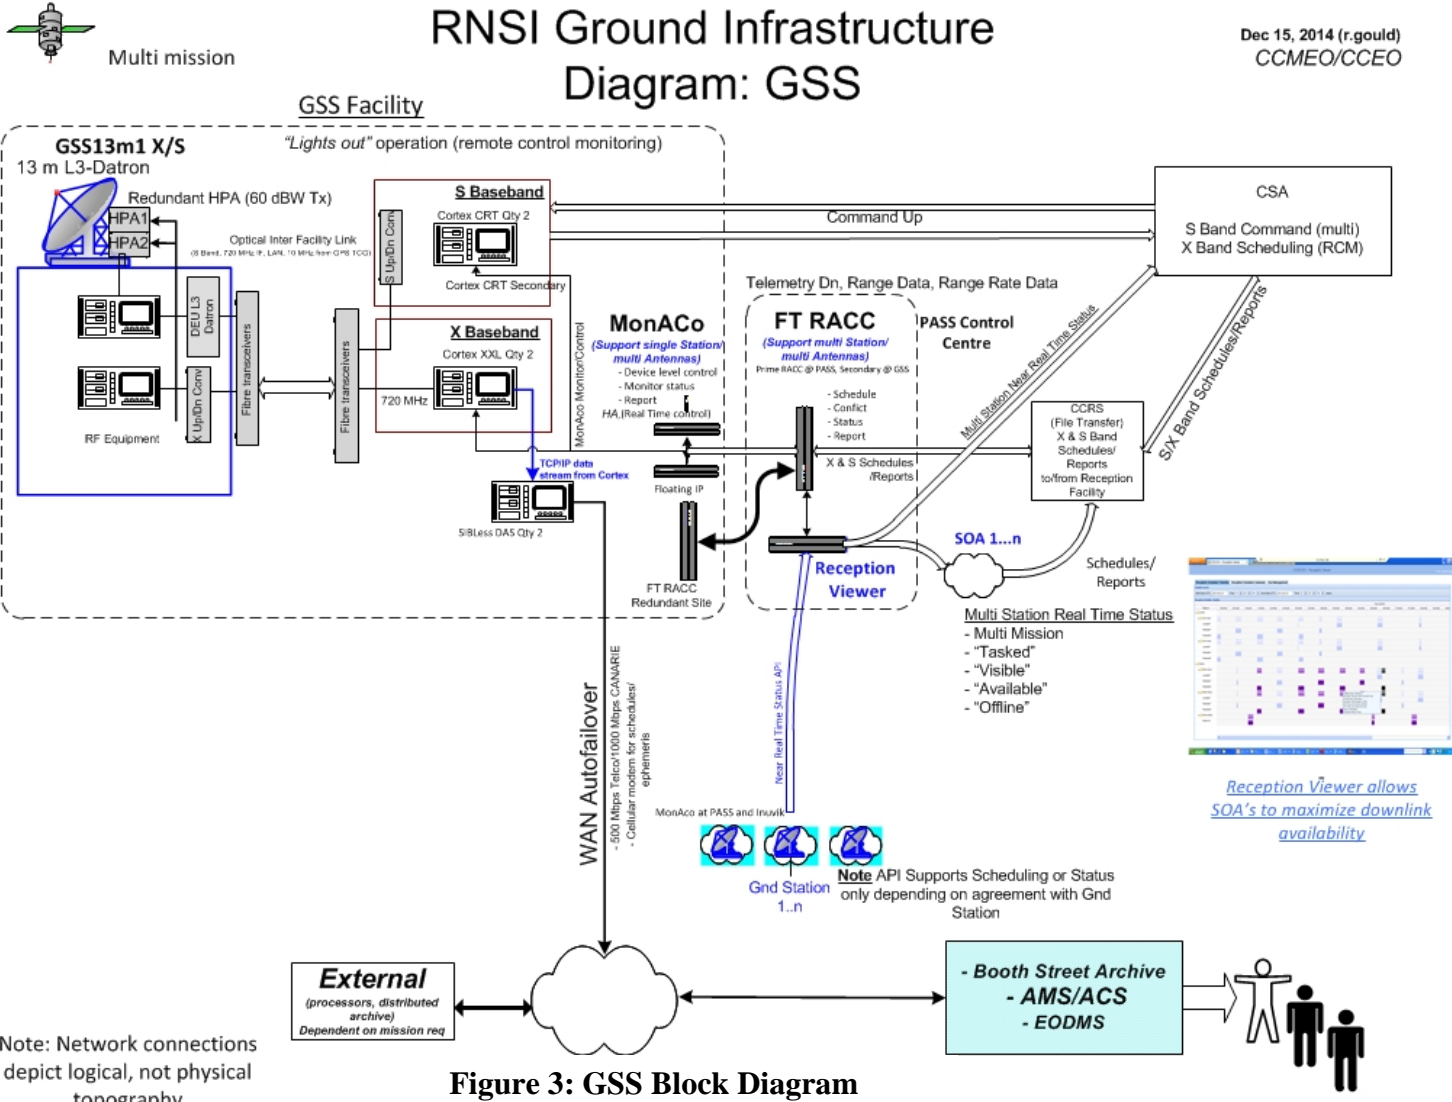 RNSI Ground Infrastructure
Diagram: GSS
Dec 15, 2014 (r.gould)
CCMEO/CCEO
Multi mission
GSS Facility
"Lights out" operation (remote control monitoring)
GSS13m1 X/S
13 m L3-Datron
Redundant HPA (60 dBW Tx)
HPA1
HPA2
Optical Inter Facility Link
(S Band, 720 MHz IF, LAN, 10 MHz from GPS TCG)
DEU L3
Datron
X Up/Dn Conv
RF Equipment
Fibre transceivers
Fibre transceivers
S Up/Dn Conv
S Baseband
Cortex CRT Qty 2
Cortex CRT Secondary
X Baseband
Cortex XXL Qty 2
720 MHz
MonAco Monitor/Control
TCP/IP data
stream from Cortex
SIBLess DAS Qty 2
MonACo
(Support single Station/
multi Antennas)
- Device level control
- Monitor status
- Report
HA,(Real Time control)
Floating IP
FT RACC
Redundant Site
Command Up
Telemetry Dn, Range Data, Range Rate Data
FT RACC
(Support multi Station/
multi Antennas)
Prime RACC @ PASS, Secondary @ GSS
- Schedule
- Confict
- Status
- Report
PASS Control
Centre
X & S Schedules
/Reports
Reception
Viewer
Multi Station Near Real Time Status
CSA
S Band Command (multi)
X Band Scheduling (RCM)
S/X Band Schedules/Reports
CCRS
(File Transfer)
X & S Band
Schedules/
Reports
to/from Reception
Facility
SOA 1...n
Schedules/
Reports
Multi Station Real Time Status
- Multi Mission
- "Tasked"
- "Visible"
- "Available"
- "Offline"
Reception Viewer allows
SOA's to maximize downlink
availability
WAN Autofailover
- 500 Mbps Telco/1000 Mbps CANARIE
- Cellular modem for schedules/
ephemeris
Near Real Time Status API
MonAco at PASS and Inuvik
Gnd Station
1..n
Note API Supports Scheduling or Status
only depending on agreement with Gnd
Station
External
(processors, distributed
archive)
Dependent on mission req
- Booth Street Archive
- AMS/ACS
- EODMS
Note: Network connections
depict logical, not physical
topography
Figure 3: GSS Block Diagram